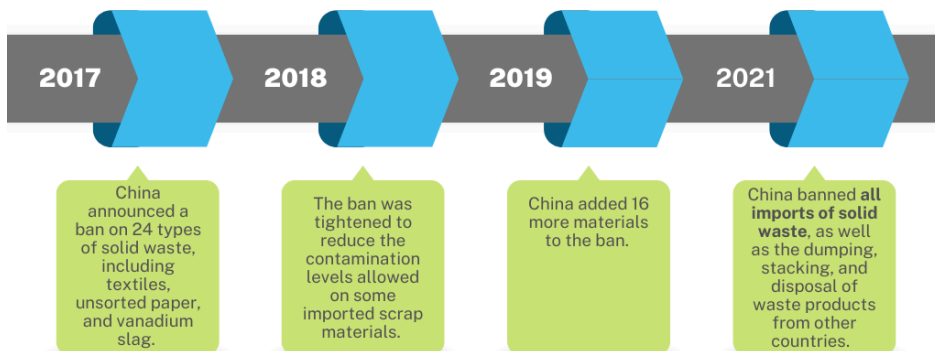 2017
2018
2019
2021
China
announced a
ban on 24 types
of solid waste,
including
textiles,
unsorted paper,
and vanadium
slag.
The ban was
tightened to
reduce the
contamination
levels allowed
on some
imported scrap
materials.
China added 16
more materials
to the ban.
China banned all
imports of solid
waste, as well
as the dumping,
stacking, and
disposal of
waste products
from other
countries.